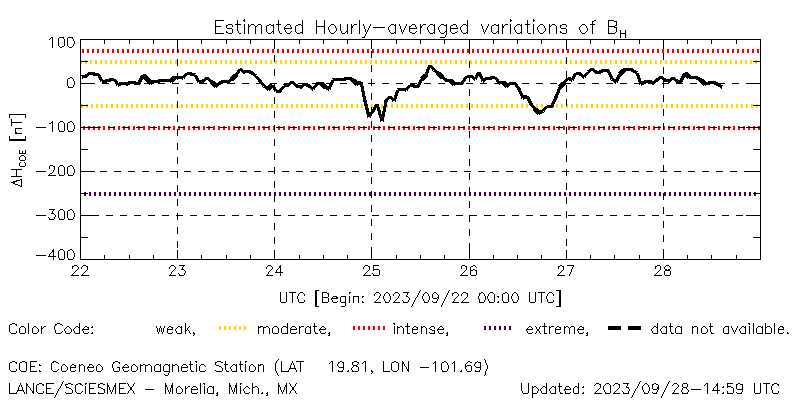 Estimated Hourly-averaged variations of BH
100
0
-100
-200
-300
-400
ΔHCOE [nT]
22 23 24 25 26 27 28
UTC [Begin: 2023/09/22 00:00 UTC]
Color Code: weak, moderate, intense, extreme, data not available.
COE: Coeneo Geomagnetic Station (LAT 19.81, LON -101.69)
LANCE/SCiESMEX - Morelia, Mich., MX Updated: 2023/09/28-14:59 UTC